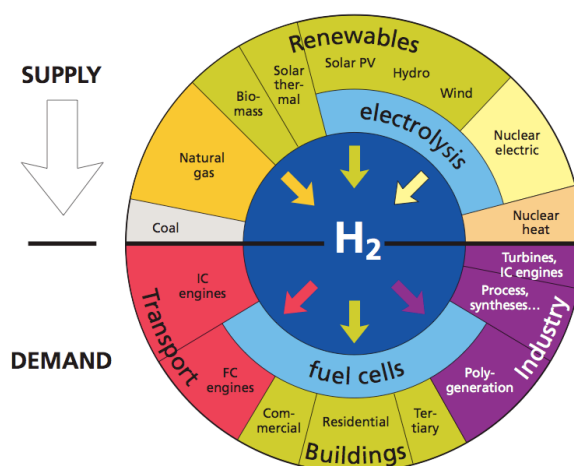 SUPPLY
Renewables
Solar PV
Hydro
Wind
Solar
ther-
mal
Bio-
mass
electrolysis
Nuclear
electric
Natural
gas
Coal
Nuclear
heat
H2
DEMAND
Transport
IC
engines
FC
engines
fuel cells
Com-
mercial
Residential
Ter-
tiary
Buildings
Turbines,
IC engines
Process,
syntheses...
Poly-
generation
Industry